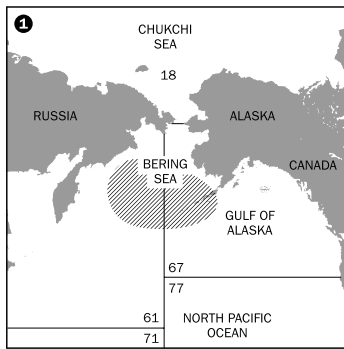 1
CHUKCHI
SEA
18
RUSSIA
ALASKA
BERING
SEA
CANADA
GULF OF
ALASKA
67
77
61
NORTH PACIFIC
OCEAN
71